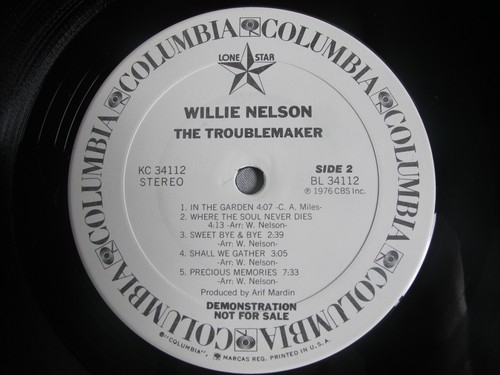 COLUMBIA COLUMBIA COLUMBIA COLUMBIA COLUMBIA COLUMBIA
LONE STAR
WILLIE NELSON
THE TROUBLEMAKER
KC 34112 SIDE 2
STEREO BL 34112
℗ 1976 CBS Inc.
1. IN THE GARDEN 4:07 -C. A. Miles-
2. WHERE THE SOUL NEVER DIES
4:13 -Arr: W. Nelson-
3. SWEET BYE & BYE 2:39
-Arr: W. Nelson-
4. SHALL WE GATHER 3:05
-Arr: W. Nelson-
5. PRECIOUS MEMORIES 7:33
-Arr: W. Nelson-
Produced by Arif Mardin
DEMONSTRATION
NOT FOR SALE
"COLUMBIA", MARCAS REG. PRINTED IN U.S.A.